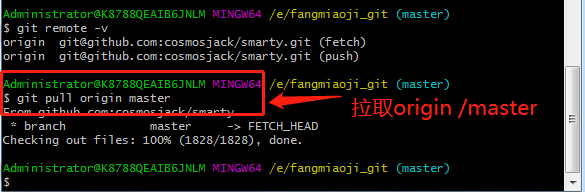 Administrator@K8788QEAIB6JNLM MINGW64 /e/fangmiaoji_git (master)
$ git remote -v
origin  git@github.com:cosmosjack/smarty.git (fetch)
origin  git@github.com:cosmosjack/smarty.git (push)
Administrator@K8788QEAIB6JNLM MINGW64 /e/fangmiaoji_git (master)
$ git pull origin master
From github.com:cosmosjack/smarty
 * branch            master     -> FETCH_HEAD
Checking out files: 100% (1828/1828), done.
拉取origin /master
Administrator@K8788QEAIB6JNLM MINGW64 /e/fangmiaoji_git (master)
$